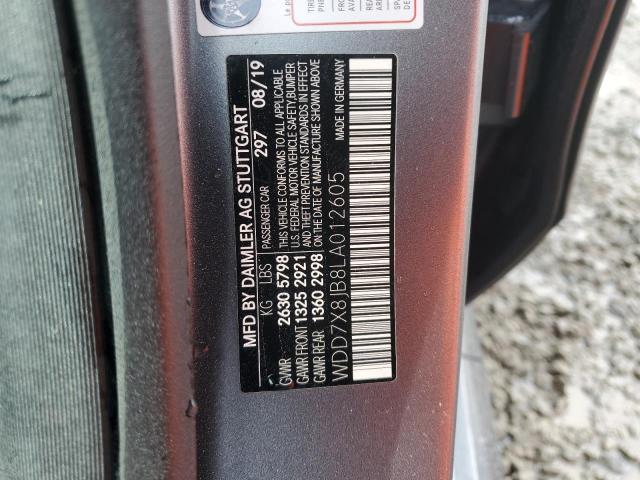 MFD BY DAIMLER AG STUTTGART
PASSENGER CAR 297 08/19
KG LBS
GVWR 2630 5798
GAWR FRONT 1325 2921
GAWR REAR 1360 2998
THIS VEHICLE CONFORMS TO ALL APPLICABLE
U.S. FEDERAL MOTOR VEHICLE SAFETY, BUMPER
AND THEFT PREVENTION STANDARDS IN EFFECT
ON THE DATE OF MANUFACTURE SHOWN ABOVE
WDD7X8JB8LA012605
MADE IN GERMANY